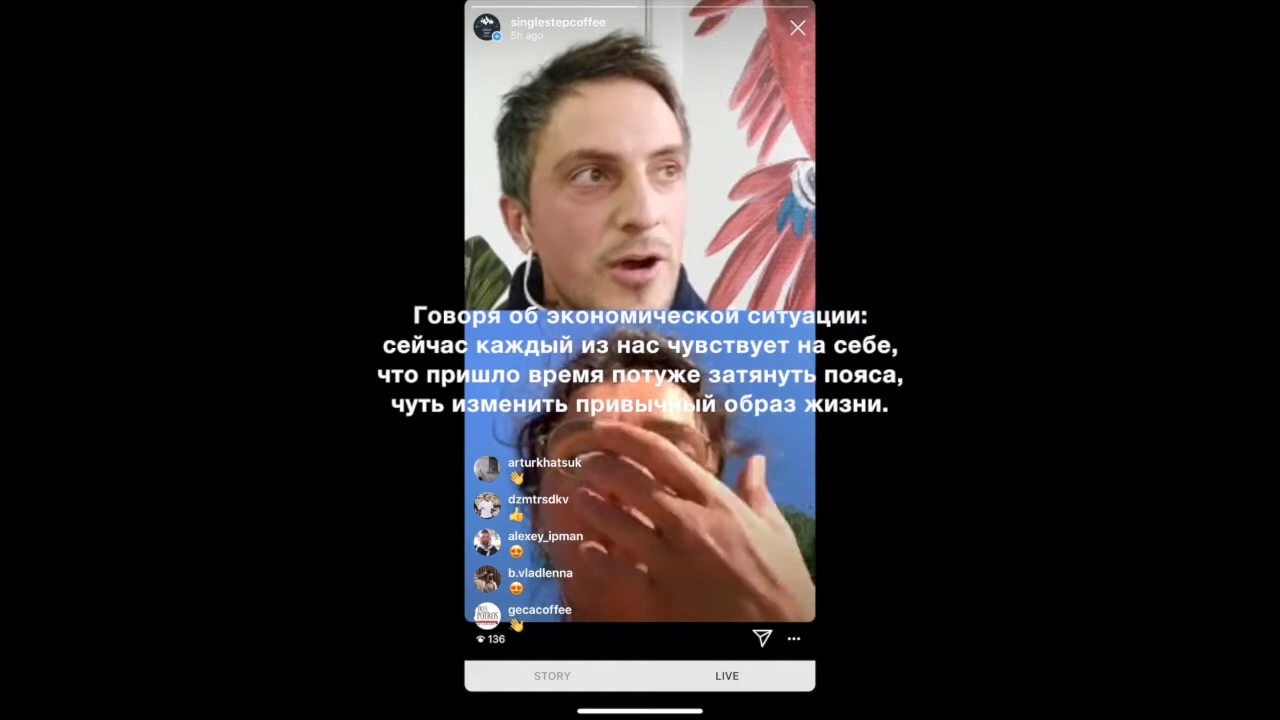 singlestepcoffee
5h ago
Говоря об экономической ситуации:
сейчас каждый из нас чувствует на себе,
что пришло время потуже затянуть пояса,
чуть изменить привычный образ жизни.
arturkhatsuk
dzmtrsdkv
alexey_ipman
b.vladlenna
gecacoffee
136
STORY
LIVE